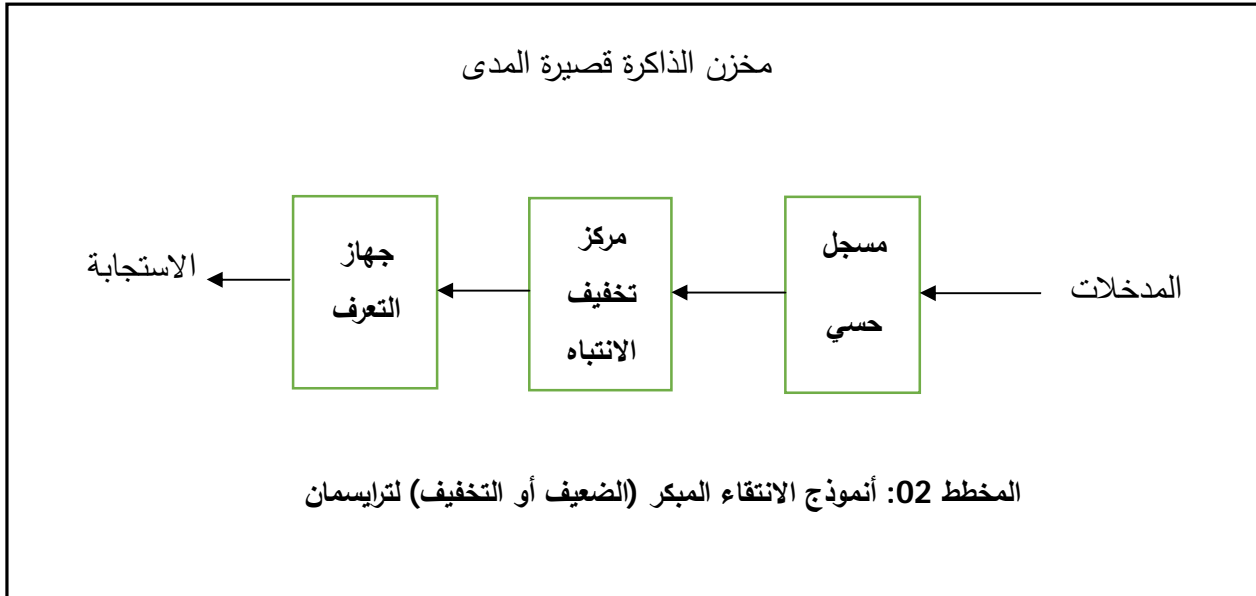 مخزن الذاكرة قصيرة المدى
المدخلات
مسجل
حسي
مركز
تخفيف
الانتباه
جهاز
التعرف
الاستجابة
المخطط 02: أنموذج الانتقاء المبكر (الضعيف أو التخفيف) لترايسمان